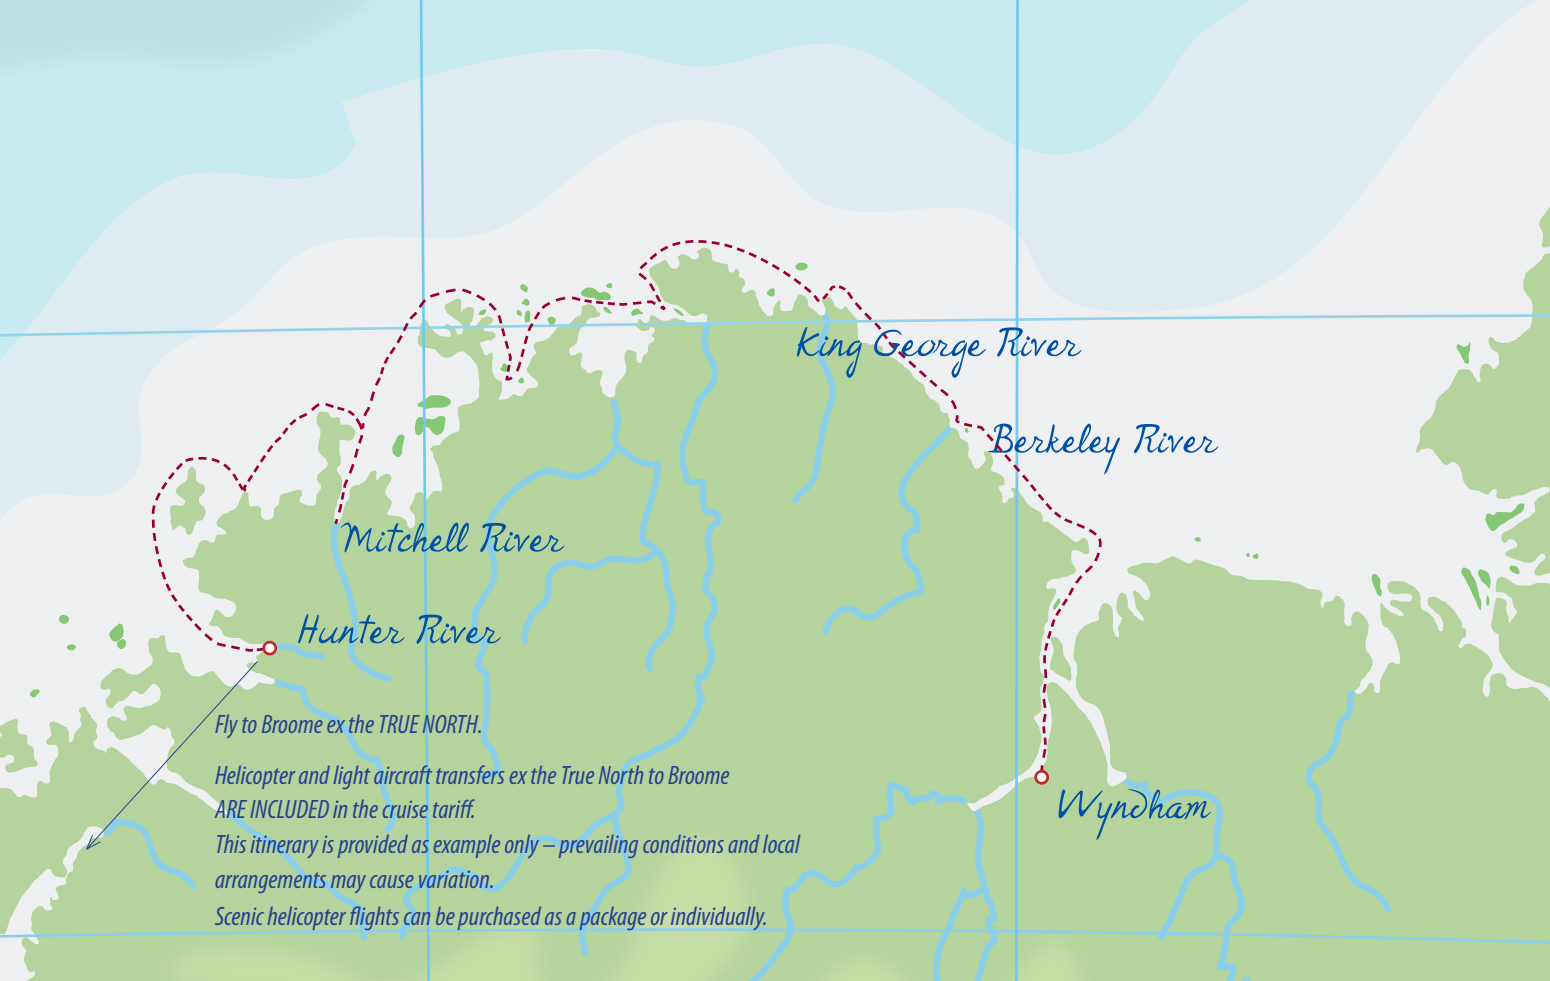 King George River
Berkeley River
Mitchell River
Hunter River
Fly to Broome ex the TRUE NORTH.
Helicopter and light aircraft transfers ex the True North to Broome
ARE INCLUDED in the cruise tariff.
This itinerary is provided as example only – prevailing conditions and local
arrangements may cause variation.
Scenic helicopter flights can be purchased as a package or individually.
Wyndham